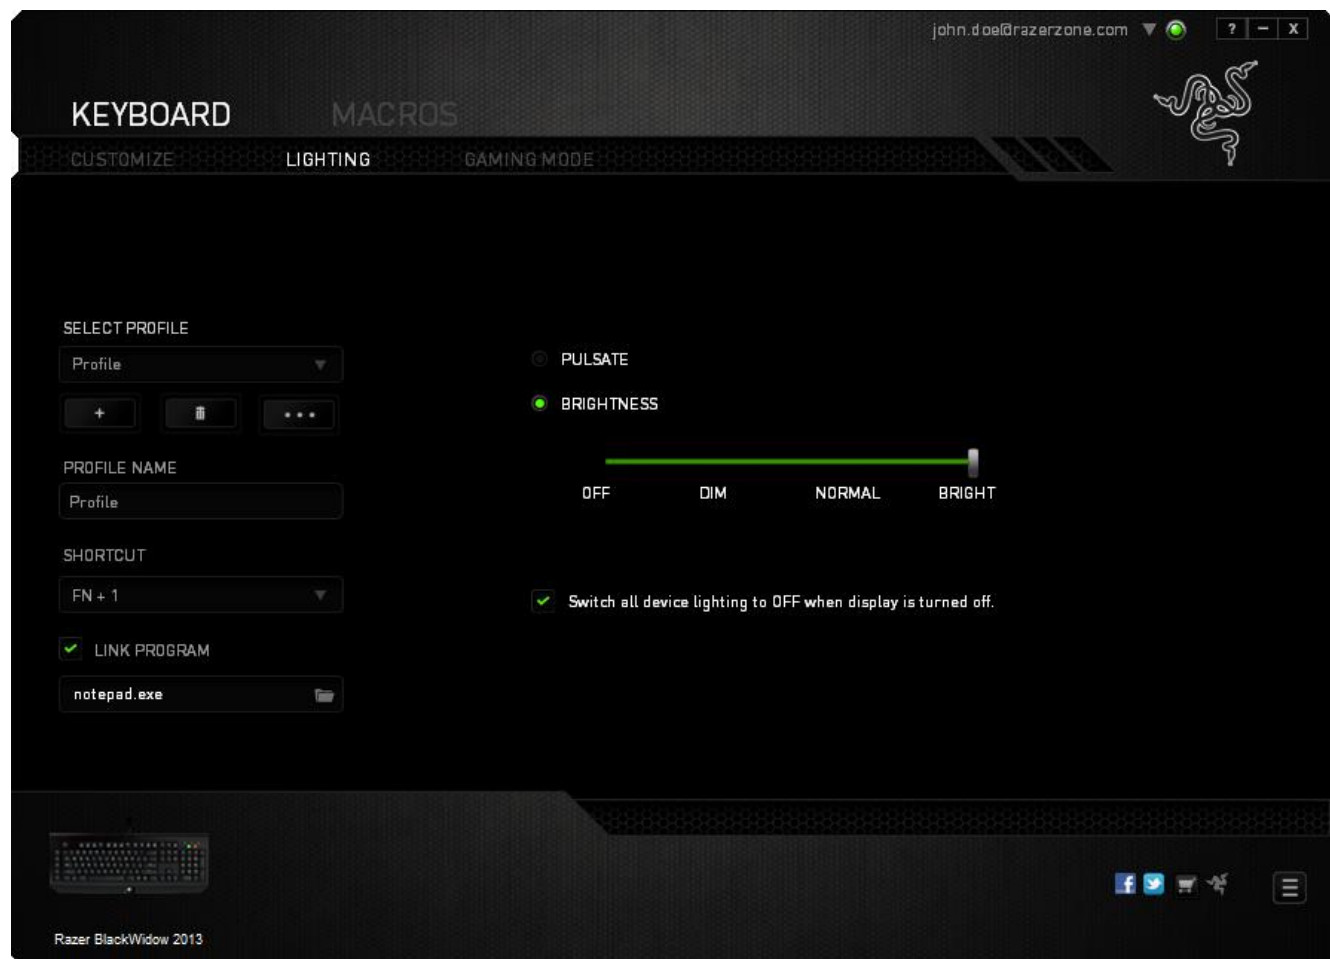 john.doe@razerzone.com
? – X
KEYBOARD MACROS
CUSTOMIZE LIGHTING GAMING MODE
SELECT PROFILE
Profile
+
PROFILE NAME
Profile
SHORTCUT
FN + 1
LINK PROGRAM
notepad.exe
PULSATE
BRIGHTNESS
OFF DIM NORMAL BRIGHT
Switch all device lighting to OFF when display is turned off.
Razer BlackWidow 2013